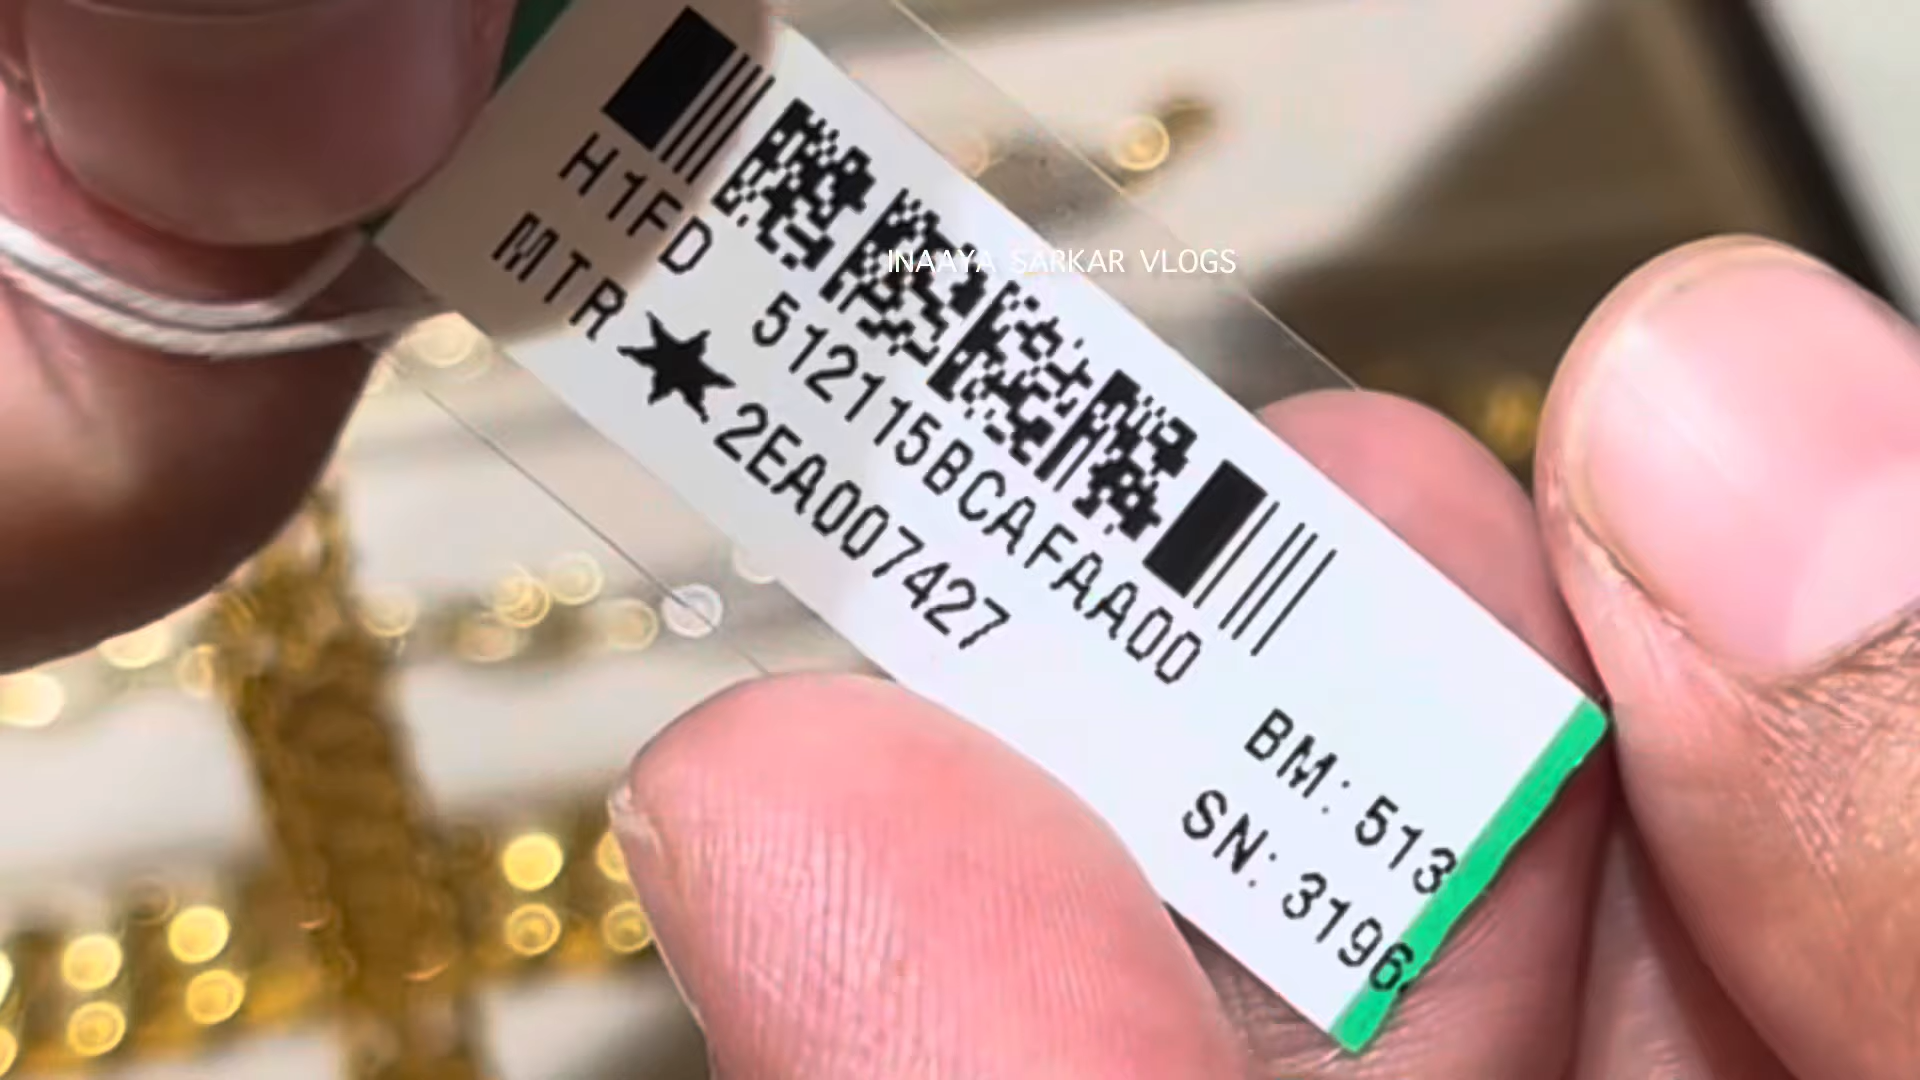 INAAYA SARKAR VLOGS
H1FD 512115BCAFAA00
MTR★2EA007427
BM: 513
SN: 3196